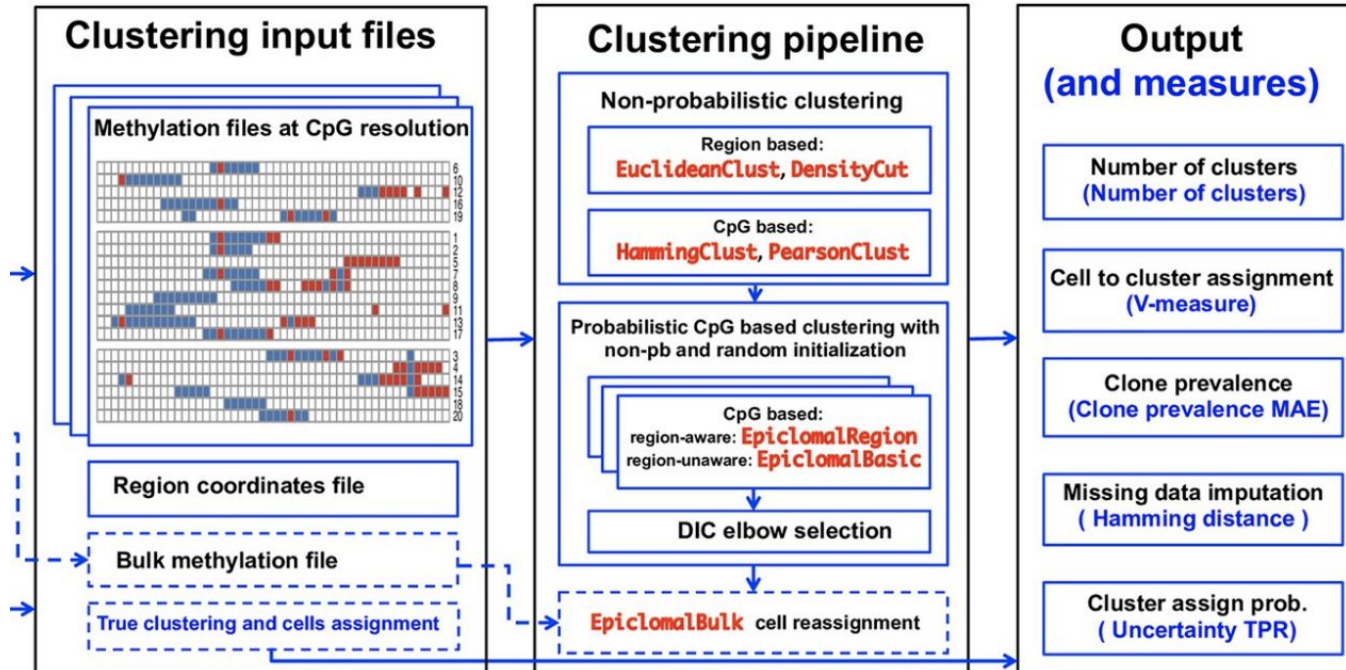 Clustering input files
Methylation files at CpG resolution
6
10
12
16
19
1
2
5
7
8
9
11
13
17
3
4
14
15
18
20
Region coordinates file
Bulk methylation file
True clustering and cells assignment
Clustering pipeline
Non-probabilistic clustering
Region based:
EuclideanClust, DensityCut
CpG based:
HammingClust, PearsonClust
Probabilistic CpG based clustering with
non-pb and random initialization
CpG based:
region-aware: EpiclomalRegion
region-unaware: EpiclomalBasic
DIC elbow selection
EpiclomalBulk cell reassignment
Output
(and measures)
Number of clusters
(Number of clusters)
Cell to cluster assignment
(V-measure)
Clone prevalence
(Clone prevalence MAE)
Missing data imputation
( Hamming distance )
Cluster assign prob.
( Uncertainty TPR)